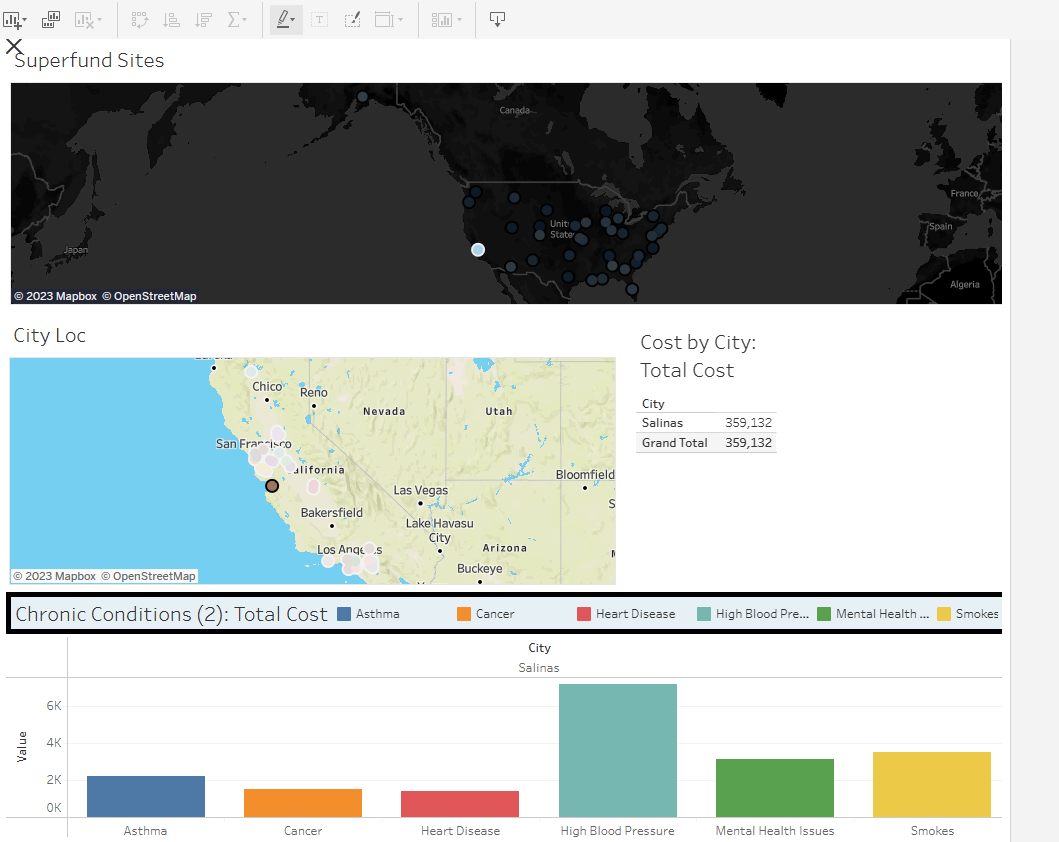 Superfund Sites
Canada
Unit
State
France
Spain
Japan
Algeria
© 2023 Mapbox © OpenStreetMap
City Loc
Chico
Reno
Nevada
Utah
San Francisco
alifornia
Bloomfield
Las Vegas
Bakersfield
Lake Havasu
City
Los Angeles
Arizona
Buckeye
© 2023 Mapbox © OpenStreetMap
Cost by City:
Total Cost
City
Salinas 359,132
Grand Total 359,132
Chronic Conditions (2): Total Cost Asthma Cancer Heart Disease High Blood Pre... Mental Health ... Smokes
City
Salinas
Value
6K
4K
2K
0K
Asthma Cancer Heart Disease High Blood Pressure Mental Health Issues Smokes